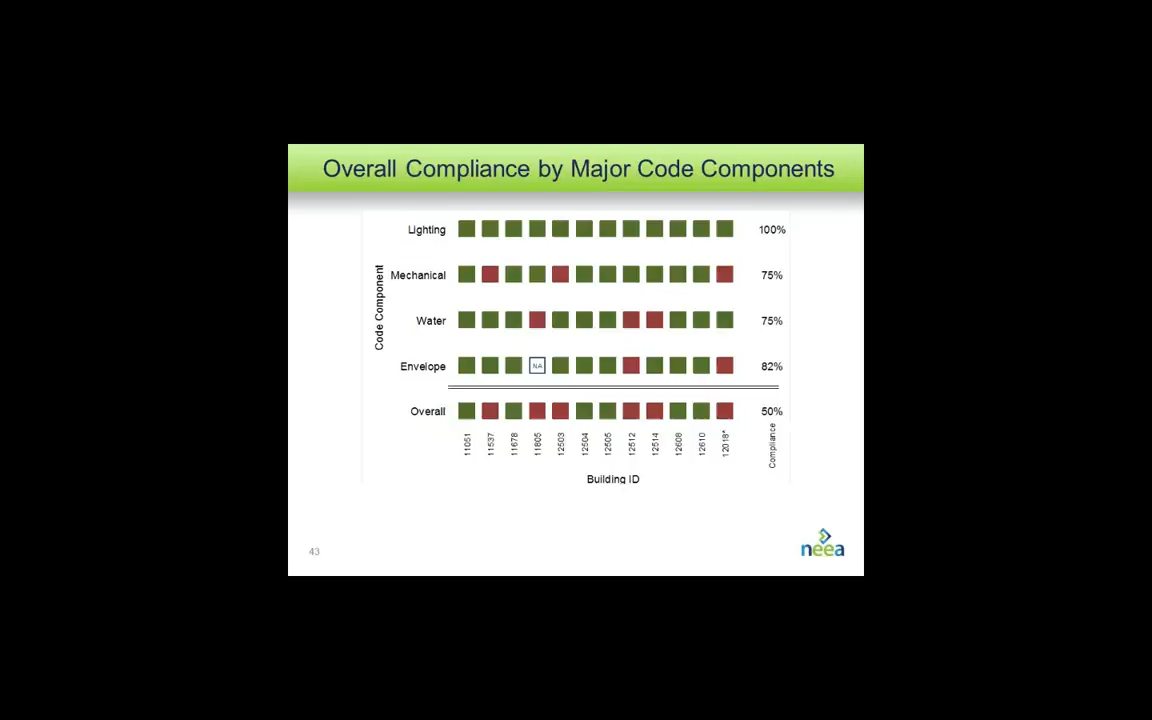 Overall Compliance by Major Code Components
Code Component
Lighting 100%
Mechanical 75%
Water 75%
Envelope NA 82%
Overall 50%
11051 11537 11678 11805 12503 12504 12505 12512 12514 12608 12610 12018* Compliance
Building ID
43
neea